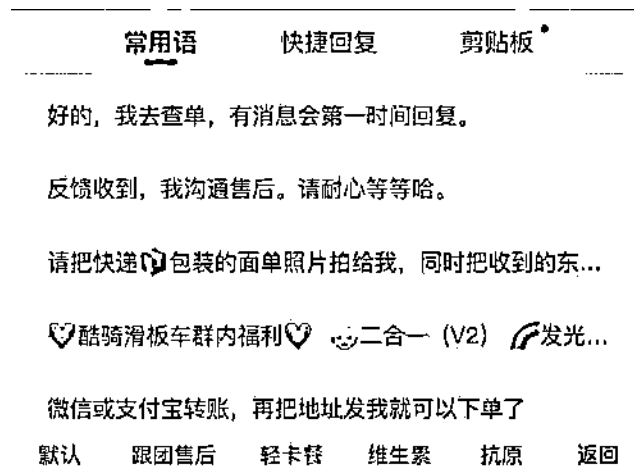 常用语 快捷回复 剪贴板
好的，我去查单，有消息会第一时间回复。
反馈收到，我沟通售后。请耐心等等哈。
请把快递包装的面单照片拍给我，同时把收到的东...
酷骑滑板车群内福利 二合一（V2） 发光...
微信或支付宝转账，再把地址发我就可以下单了
默认 跟团售后 轻卡餐 维生素 抗原 返回